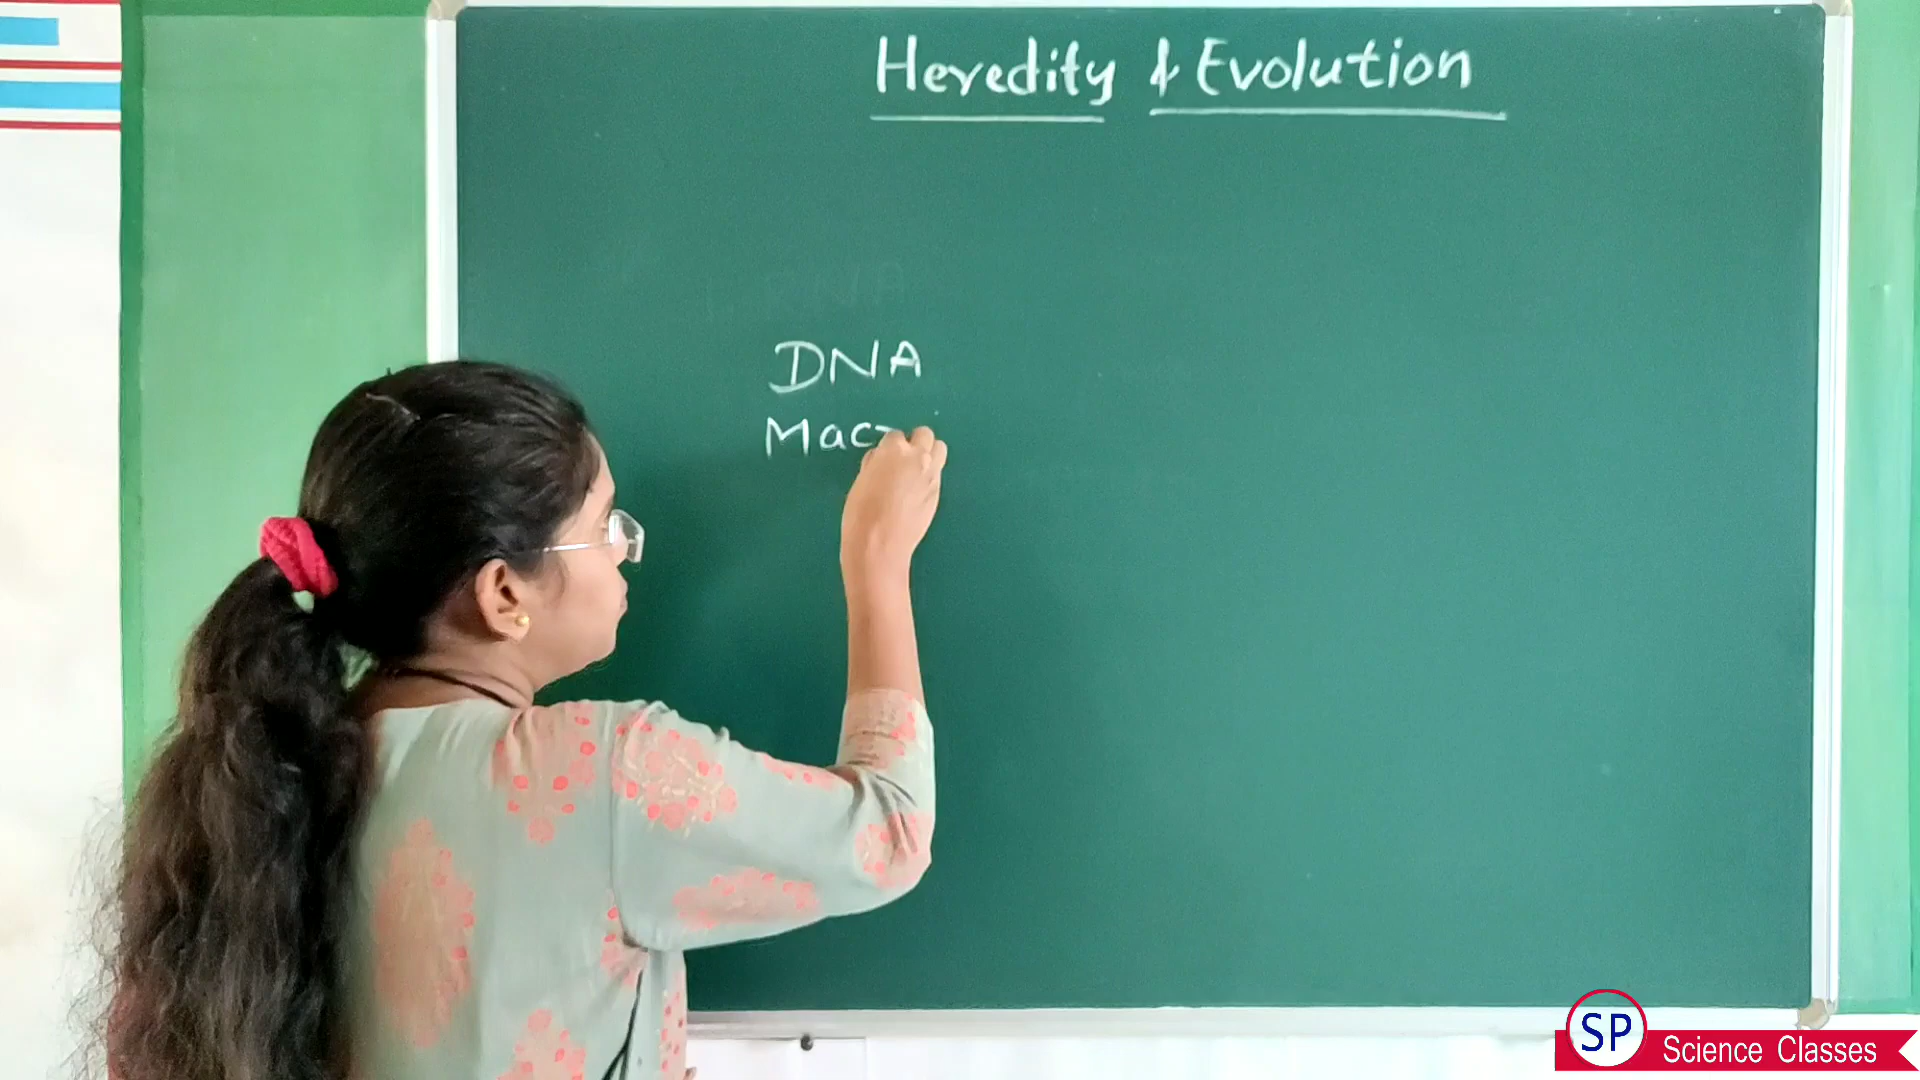 Heredity & Evolution
DNA
Mac
SP
Science Classes